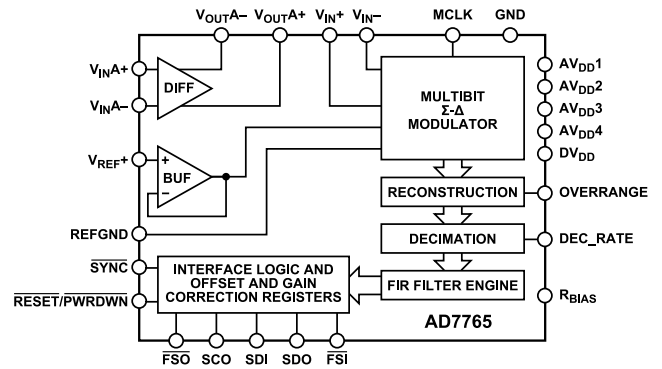 VOUTA– VOUTA+ VIN+ VIN– MCLK GND
VINA+
VINA–
DIFF
MULTIBIT
Σ-Δ
MODULATOR
AVDD1
AVDD2
AVDD3
AVDD4
DVDD
VREF+
+
–
BUF
RECONSTRUCTION
OVERRANGE
REFGND
DECIMATION
DEC_RATE
SYNC
RESET/PWRDWN
INTERFACE LOGIC AND
OFFSET AND GAIN
CORRECTION REGISTERS
FIR FILTER ENGINE
RBIAS
AD7765
FSO SCO SDI SDO FSI